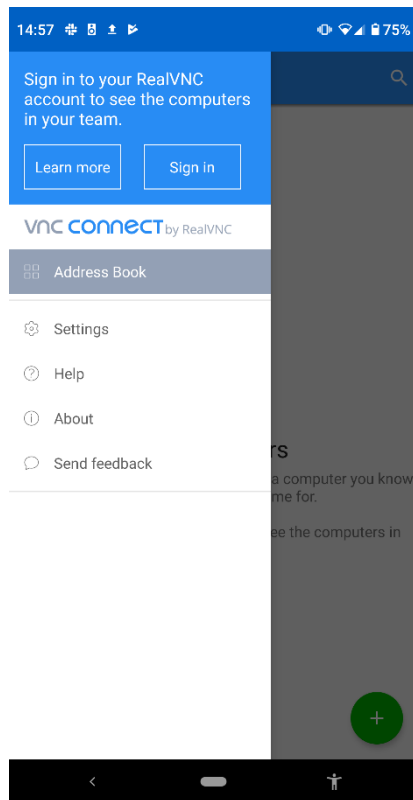 14:57
75%
Sign in to your RealVNC
account to see the computers
in your team.
Learn more
Sign in
vnc connect by RealVNC
Address Book
Settings
Help
About
Send feedback
rs
a computer you know
me for.
ee the computers in